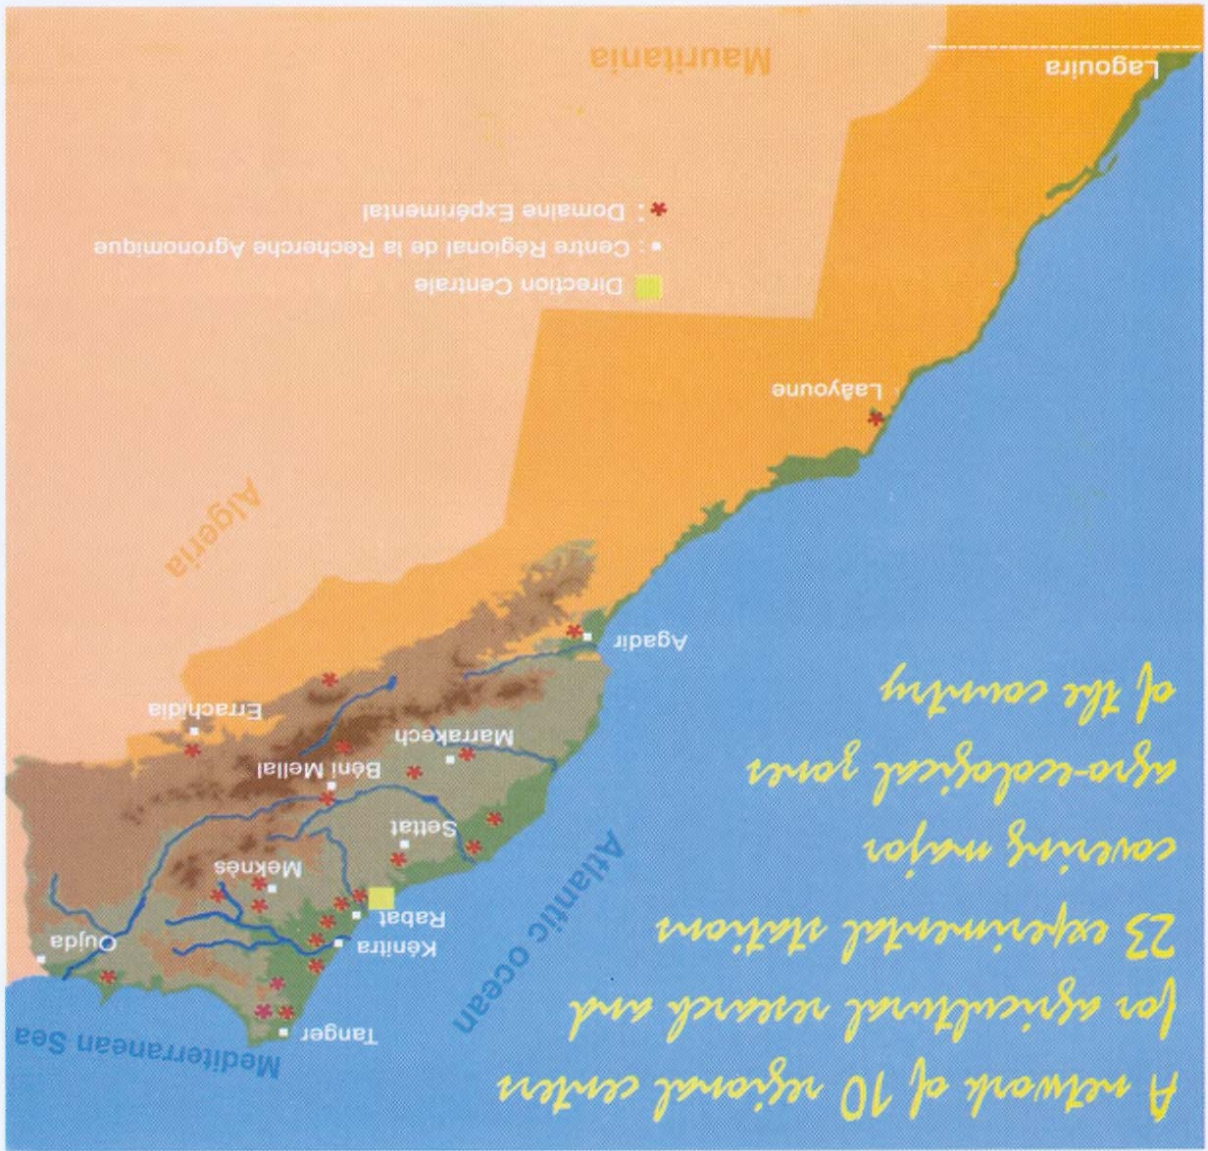 A network of 10 regional centers
for agricultural research and
23 experimental stations
covering major
agro-ecological zones
of the country
Mediterranean Sea
Atlantic ocean
Tanger
Kénitra
Rabat
Oujda
Meknès
Settat
Béni Mellal
Marrakech
Errachidia
Agadir
Algeria
Laâyoune
Direction Centrale
: Centre Régional de la Recherche Agronomique
: Domaine Expérimental
Lagouira
Mauritania